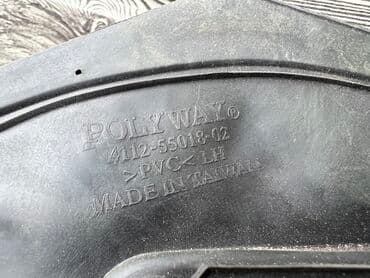 POLYWAY®
4112-55018-02
>PVC< LH
MADE IN TAIWAN